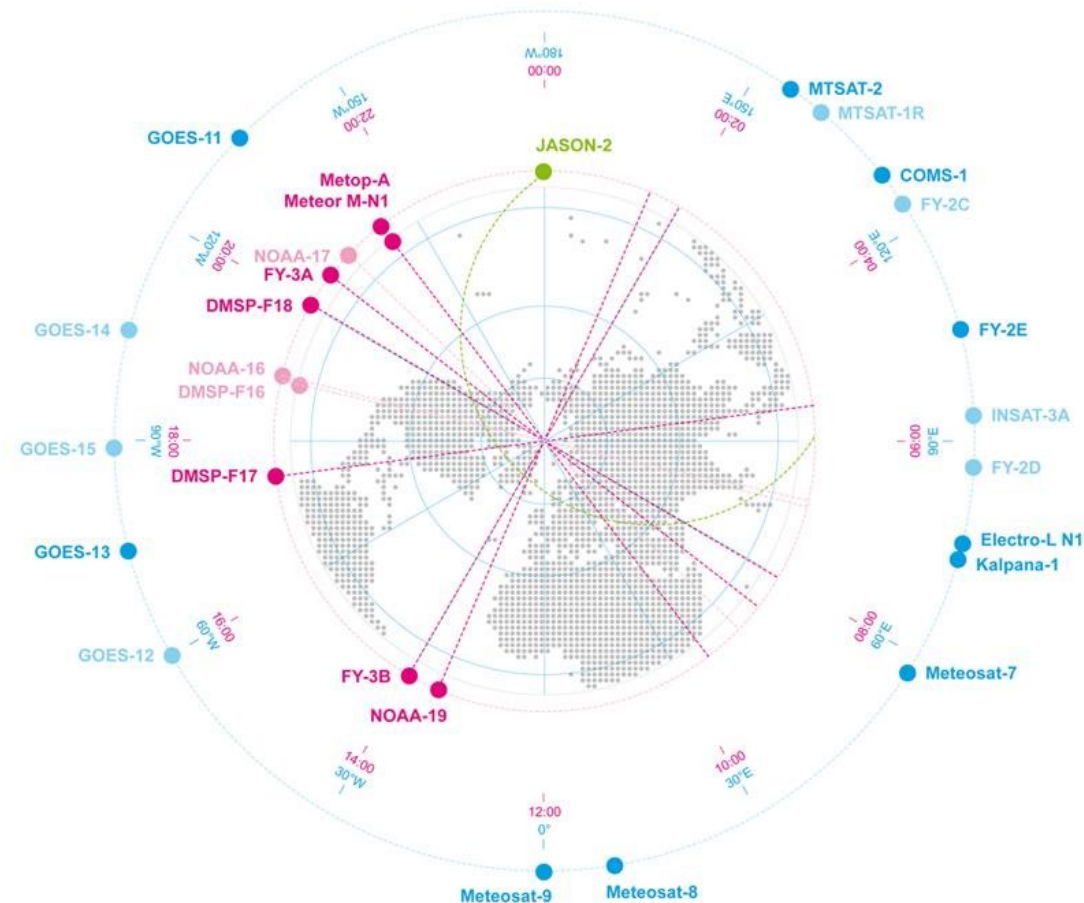 180°W
00:00
MTSAT-2
150°W
150°E
MTSAT-1R
22:00
02:00
GOES-11
JASON-2
Metop-A
COMS-1
Meteor M-N1
FY-2C
120°W
120°E
20:00
NOAA-17
04:00
FY-3A
DMSP-F18
GOES-14
FY-2E
NOAA-16
DMSP-F16
INSAT-3A
GOES-15
90°W
18:00
06:00
90°E
FY-2D
DMSP-F17
GOES-13
Electro-L N1
Kalpana-1
16:00
08:00
60°W
60°E
GOES-12
FY-3B
Meteosat-7
NOAA-19
14:00
10:00
30°W
30°E
12:00
0°
Meteosat-9
Meteosat-8